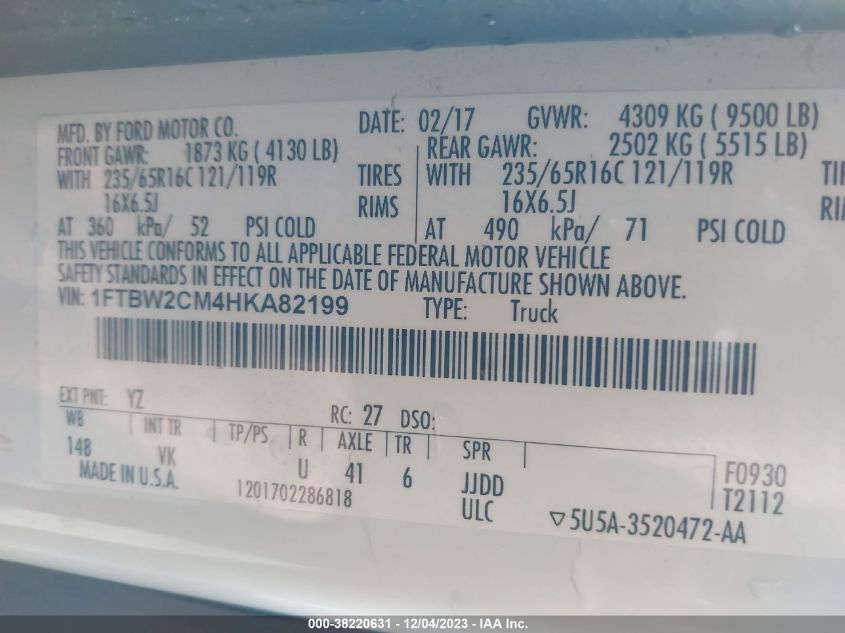 MFD. BY FORD MOTOR CO. DATE: 02/17 GVWR: 4309 KG ( 9500 LB)
FRONT GAWR: 1873 KG ( 4130 LB) REAR GAWR: 2502 KG ( 5515 LB)
WITH 235/65R16C 121/119R TIRES WITH 235/65R16C 121/119R
16X6.5J RIMS 16X6.5J
AT 360 kPa/ 52 PSI COLD AT 490 kPa/ 71 PSI COLD
THIS VEHICLE CONFORMS TO ALL APPLICABLE FEDERAL MOTOR VEHICLE
SAFETY STANDARDS IN EFFECT ON THE DATE OF MANUFACTURE SHOWN ABOVE.
VIN: 1FTBW2CM4HKA82199 TYPE: Truck
EXT PNT: YZ RC: 27 DSO:
WB INT TR TP/PS R AXLE TR SPR
148 VK U 41 6 JJDD F0930
MADE IN U.S.A. 1201702286818 ULC T2112
▽5U5A-3520472-AA
000-38220631 - 12/04/2023 - IAA Inc.